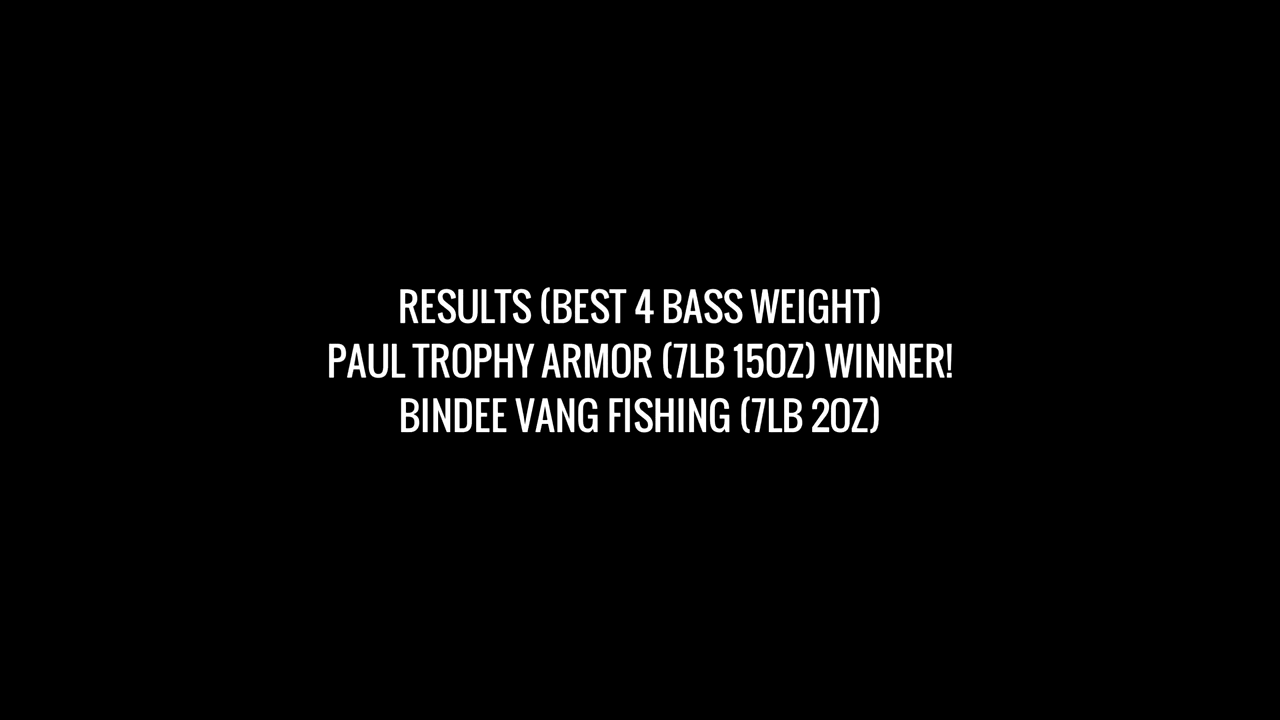 RESULTS (BEST 4 BASS WEIGHT)
PAUL TROPHY ARMOR (7LB 15OZ) WINNER!
BINDEE VANG FISHING (7LB 2OZ)